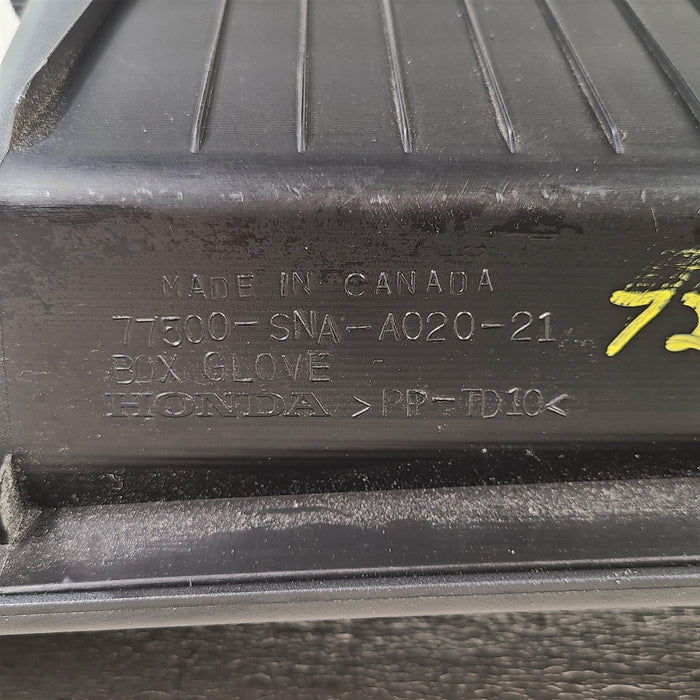 MADE IN CANADA
77500-SNA-A020-21
BOX GLOVE
HONDA >PP-TD10<